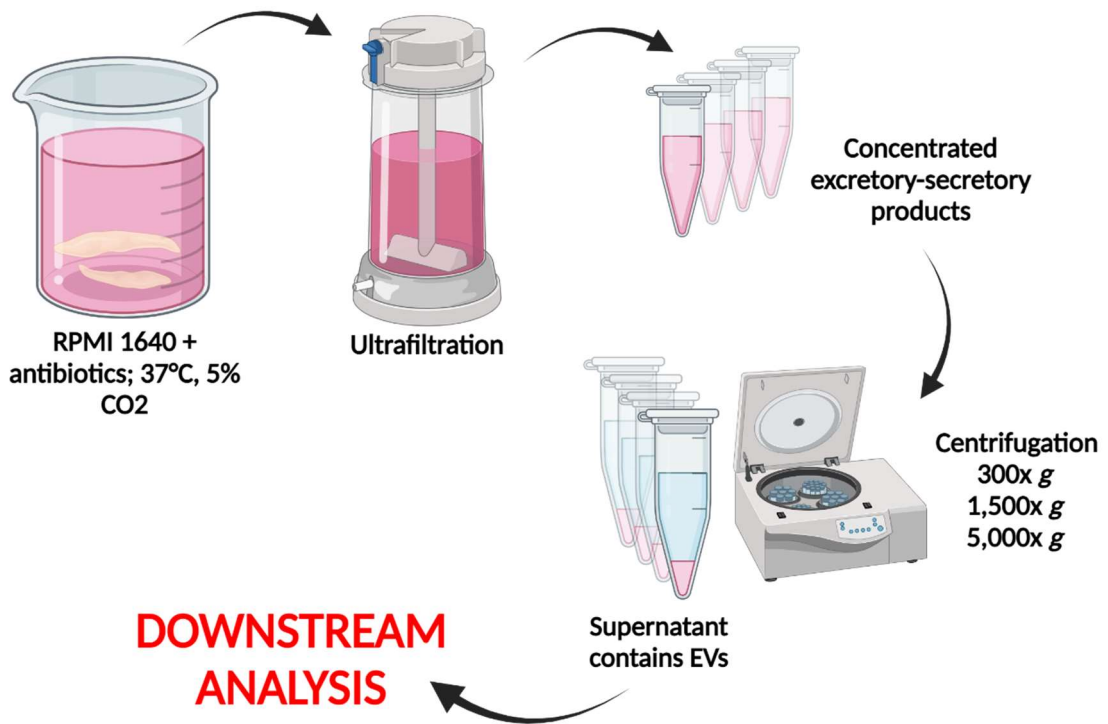 RPMI 1640 +
antibiotics; 37°C, 5%
CO2
Ultrafiltration
Concentrated
excretory-secretory
products
Centrifugation
300x g
1,500x g
5,000x g
Supernatant
contains EVs
DOWNSTREAM
ANALYSIS